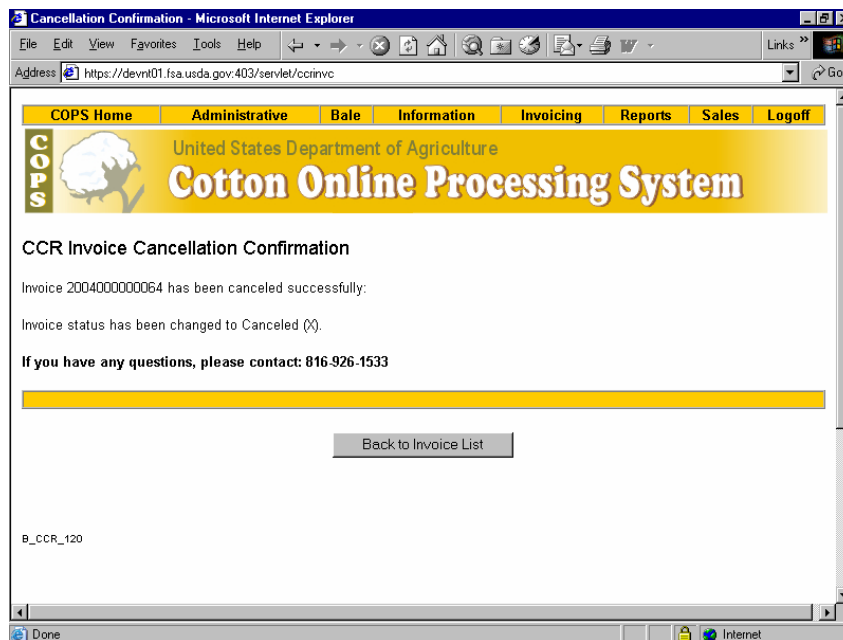 Cancellation Confirmation - Microsoft Internet Explorer
File Edit View Favorites Tools Help Links »
Address https://devnt01.fsa.usda.gov:403/servlet/ccrinvc Go
COPS Home Administrative Bale Information Invoicing Reports Sales Logoff
COPS
United States Department of Agriculture
Cotton Online Processing System
CCR Invoice Cancellation Confirmation
Invoice 2004000000064 has been canceled successfully:
Invoice status has been changed to Canceled (X).
If you have any questions, please contact: 816-926-1533
Back to Invoice List
B_CCR_120
Done Internet